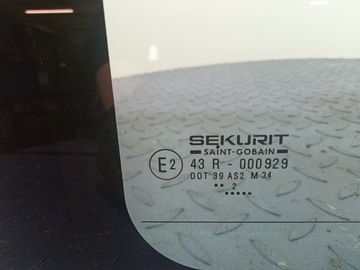 SEKURIT
SAINT-GOBAIN
E2 43 R - 000929
DOT 39 AS2 M 34
.. 2
.....